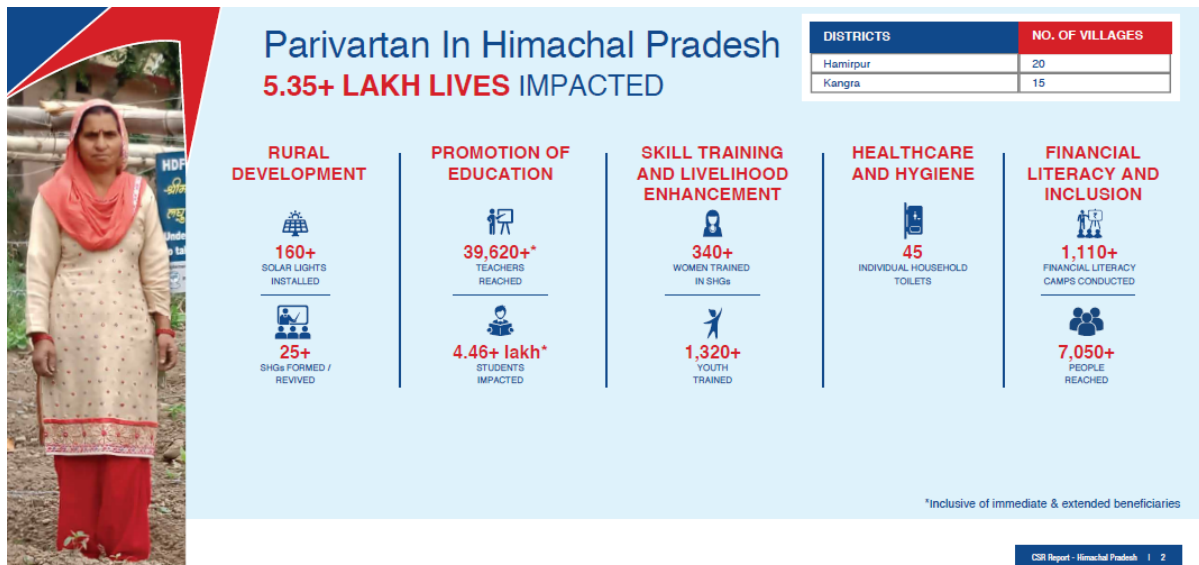 Parivartan In Himachal Pradesh
5.35+ LAKH LIVES IMPACTED
DISTRICTS NO. OF VILLAGES
Hamirpur 20
Kangra 15
RURAL
DEVELOPMENT
160+
SOLAR LIGHTS
INSTALLED
25+
SHGs FORMED /
REVIVED
PROMOTION OF
EDUCATION
39,620+*
TEACHERS
REACHED
4.46+ lakh*
STUDENTS
IMPACTED
SKILL TRAINING
AND LIVELIHOOD
ENHANCEMENT
340+
WOMEN TRAINED
IN SHGs
1,320+
YOUTH
TRAINED
HEALTHCARE
AND HYGIENE
45
INDIVIDUAL HOUSEHOLD
TOILETS
FINANCIAL
LITERACY AND
INCLUSION
1,110+
FINANCIAL LITERACY
CAMPS CONDUCTED
7,050+
PEOPLE
REACHED
HDF
*Inclusive of immediate & extended beneficiaries
CSR Report - Himachal Pradesh | 2